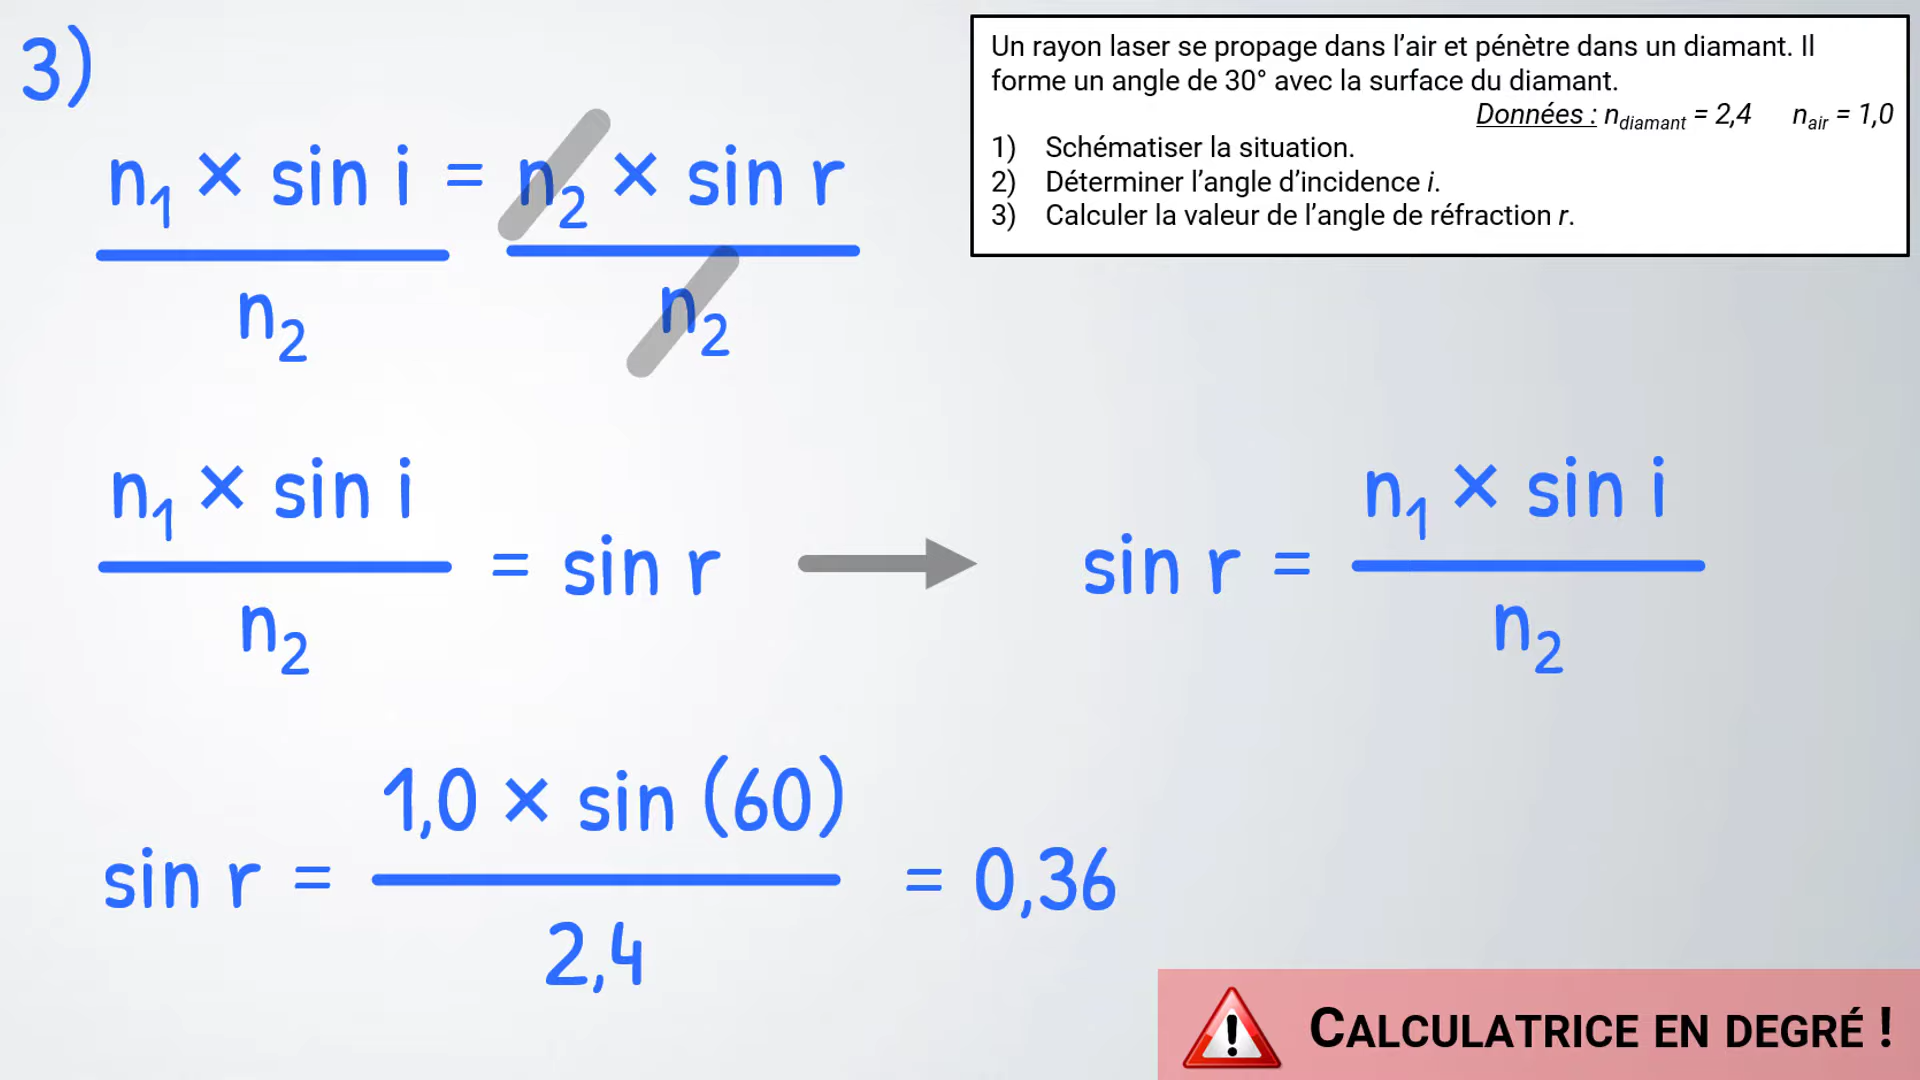 3)
Un rayon laser se propage dans l’air et pénètre dans un diamant. Il
forme un angle de 30° avec la surface du diamant.
Données : n_diamant = 2,4 n_air = 1,0
1) Schématiser la situation.
2) Déterminer l’angle d’incidence i.
3) Calculer la valeur de l’angle de réfraction r.
n₁ × sin i = n₂ × sin r
n₂ n₂
n₁ × sin i
= sin r
n₂
n₁ × sin i
sin r =
n₂
1,0 × sin (60)
sin r = = 0,36
2,4
CALCULATRICE EN DEGRÉ !